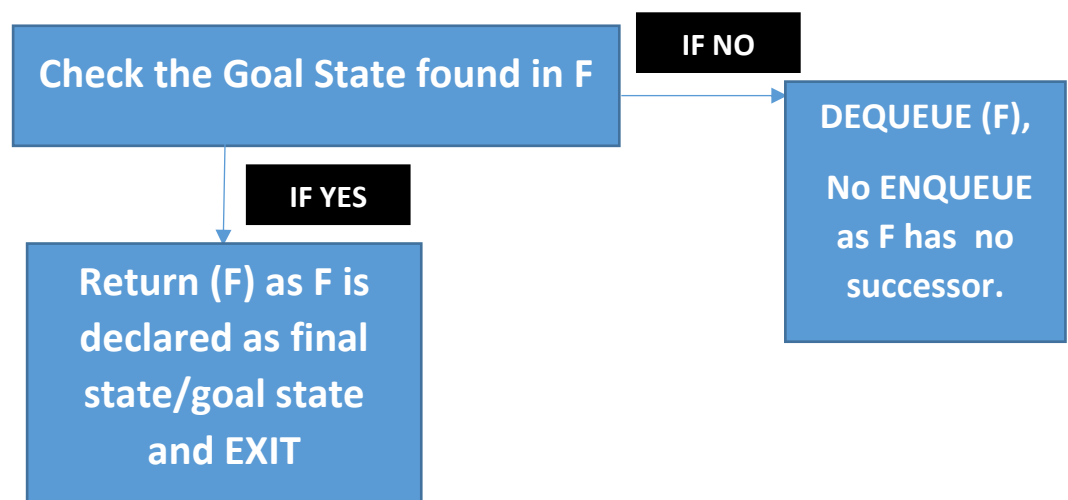 Check the Goal State found in F
IF NO
DEQUEUE (F),
No ENQUEUE
as F has no
successor.
IF YES
Return (F) as F is
declared as final
state/goal state
and EXIT